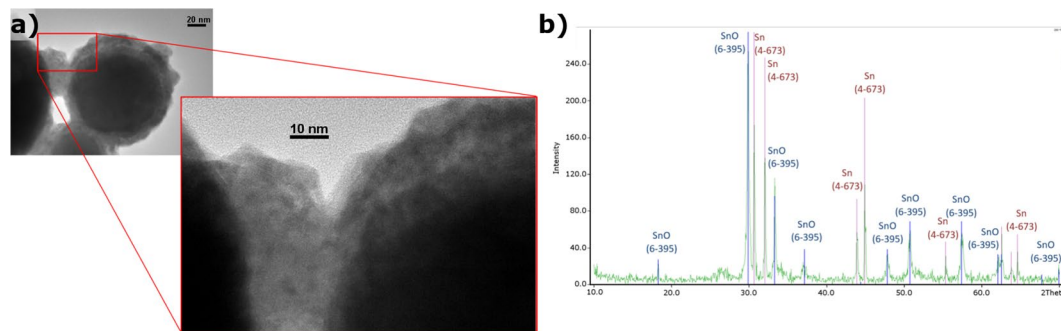 a)
20 nm
10 nm
b)
Intensity
240.0
200.0
160.0
120.0
80.0
40.0
10.0 20.0 30.0 40.0 50.0 60.0
2Thet
SnO
(6-395)
Sn
(4-673)
Sn
(4-673)
Sn
(4-673)
SnO
(6-395)
Sn
(4-673)
SnO
(6-395)
SnO
(6-395)
SnO
(6-395)
SnO
(6-395)
SnO
(6-395)
Sn
(4-673)
Sn
(4-673)
SnO
(6-395)
SnO
(6-395)